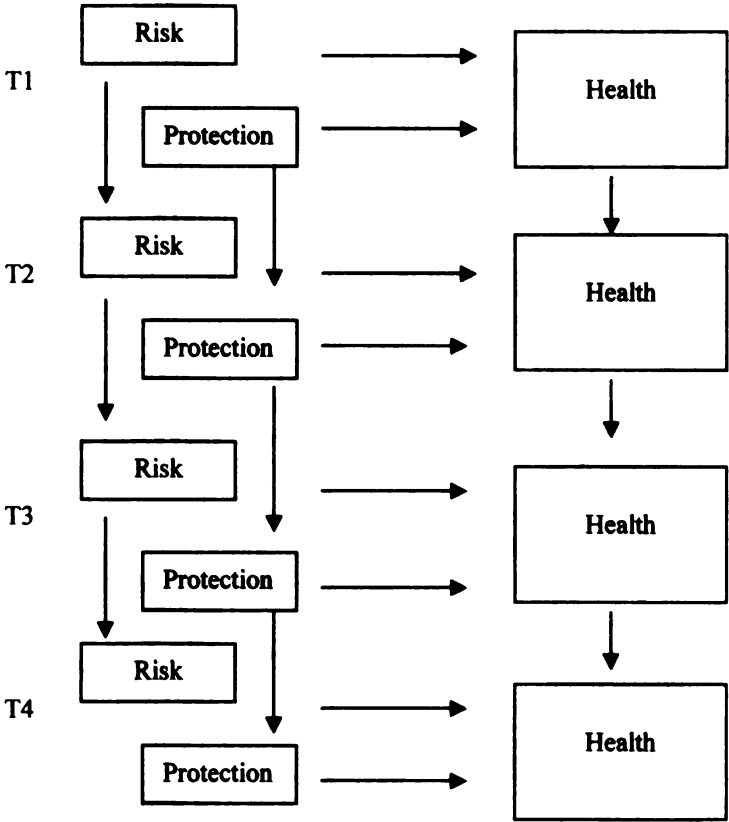 Risk
T1
Health
Protection
Risk
T2
Health
Protection
Risk
T3
Health
Protection
Risk
T4
Health
Protection